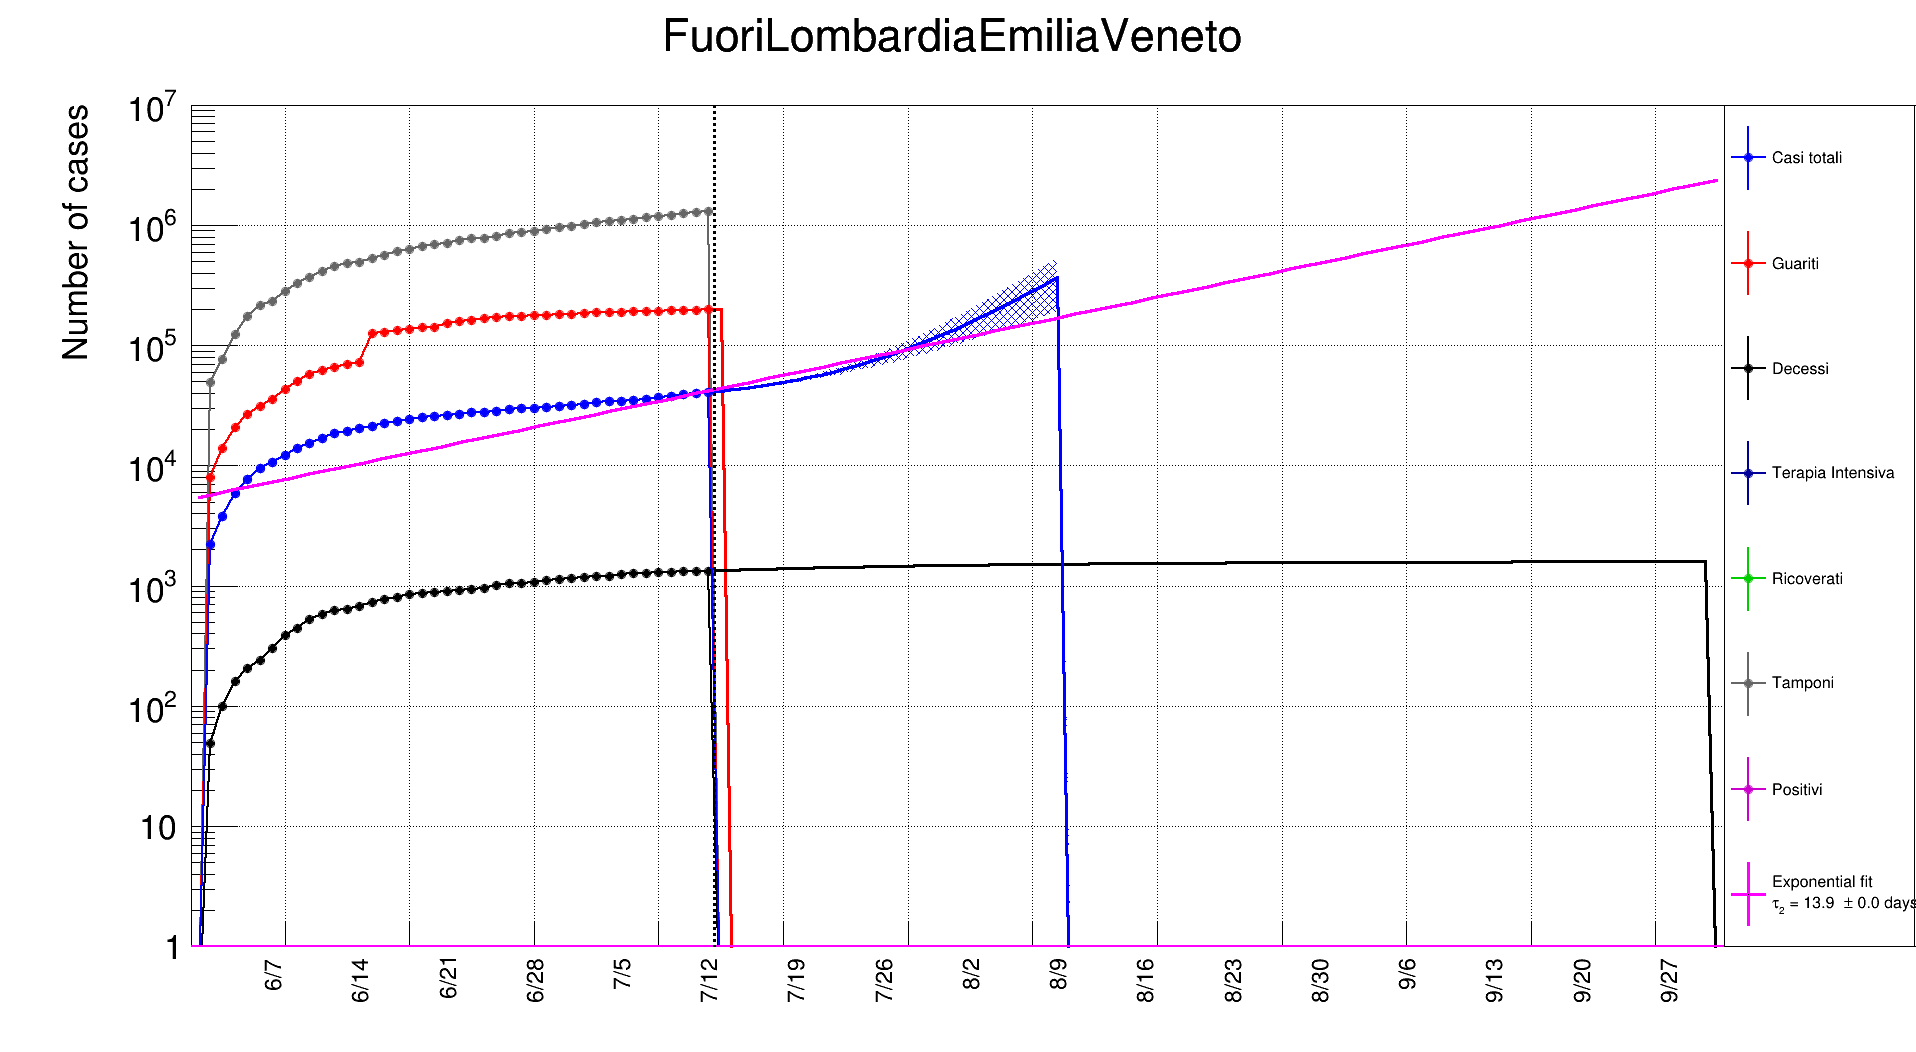 FuoriLombardiaEmiliaVeneto
Number of cases
10^7
10^6
10^5
10^4
10^3
10^2
10
1
6/7
6/14
6/21
6/28
7/5
7/12
7/19
7/26
8/2
8/9
8/16
8/23
8/30
9/6
9/13
9/20
9/27
Casi totali
Guariti
Decessi
Terapia Intensiva
Ricoverati
Tamponi
Positivi
Exponential fit
τ₂ = 13.9 ± 0.0 days